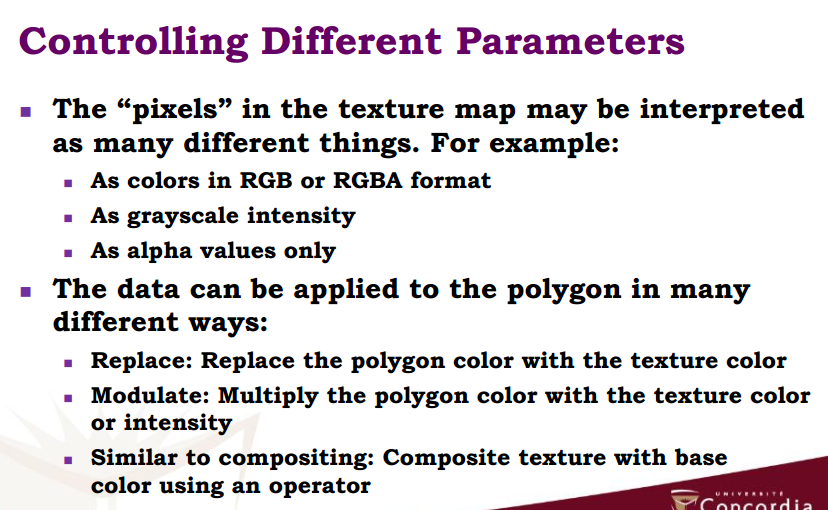 Controlling Different Parameters
The “pixels” in the texture map may be interpreted
as many different things. For example:
As colors in RGB or RGBA format
As grayscale intensity
As alpha values only
The data can be applied to the polygon in many
different ways:
Replace: Replace the polygon color with the texture color
Modulate: Multiply the polygon color with the texture color
or intensity
Similar to compositing: Composite texture with base
color using an operator
UNIVERSITÉ
Concordia